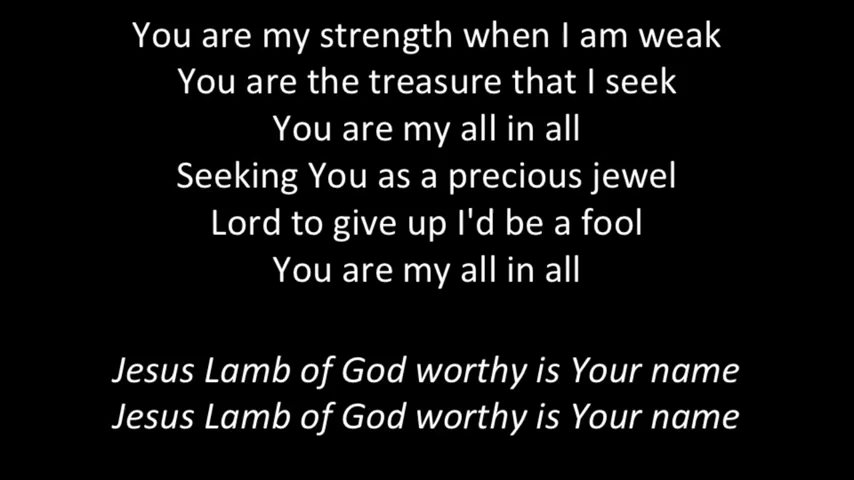 You are my strength when I am weak
You are the treasure that I seek
You are my all in all
Seeking You as a precious jewel
Lord to give up I'd be a fool
You are my all in all
Jesus Lamb of God worthy is Your name
Jesus Lamb of God worthy is Your name